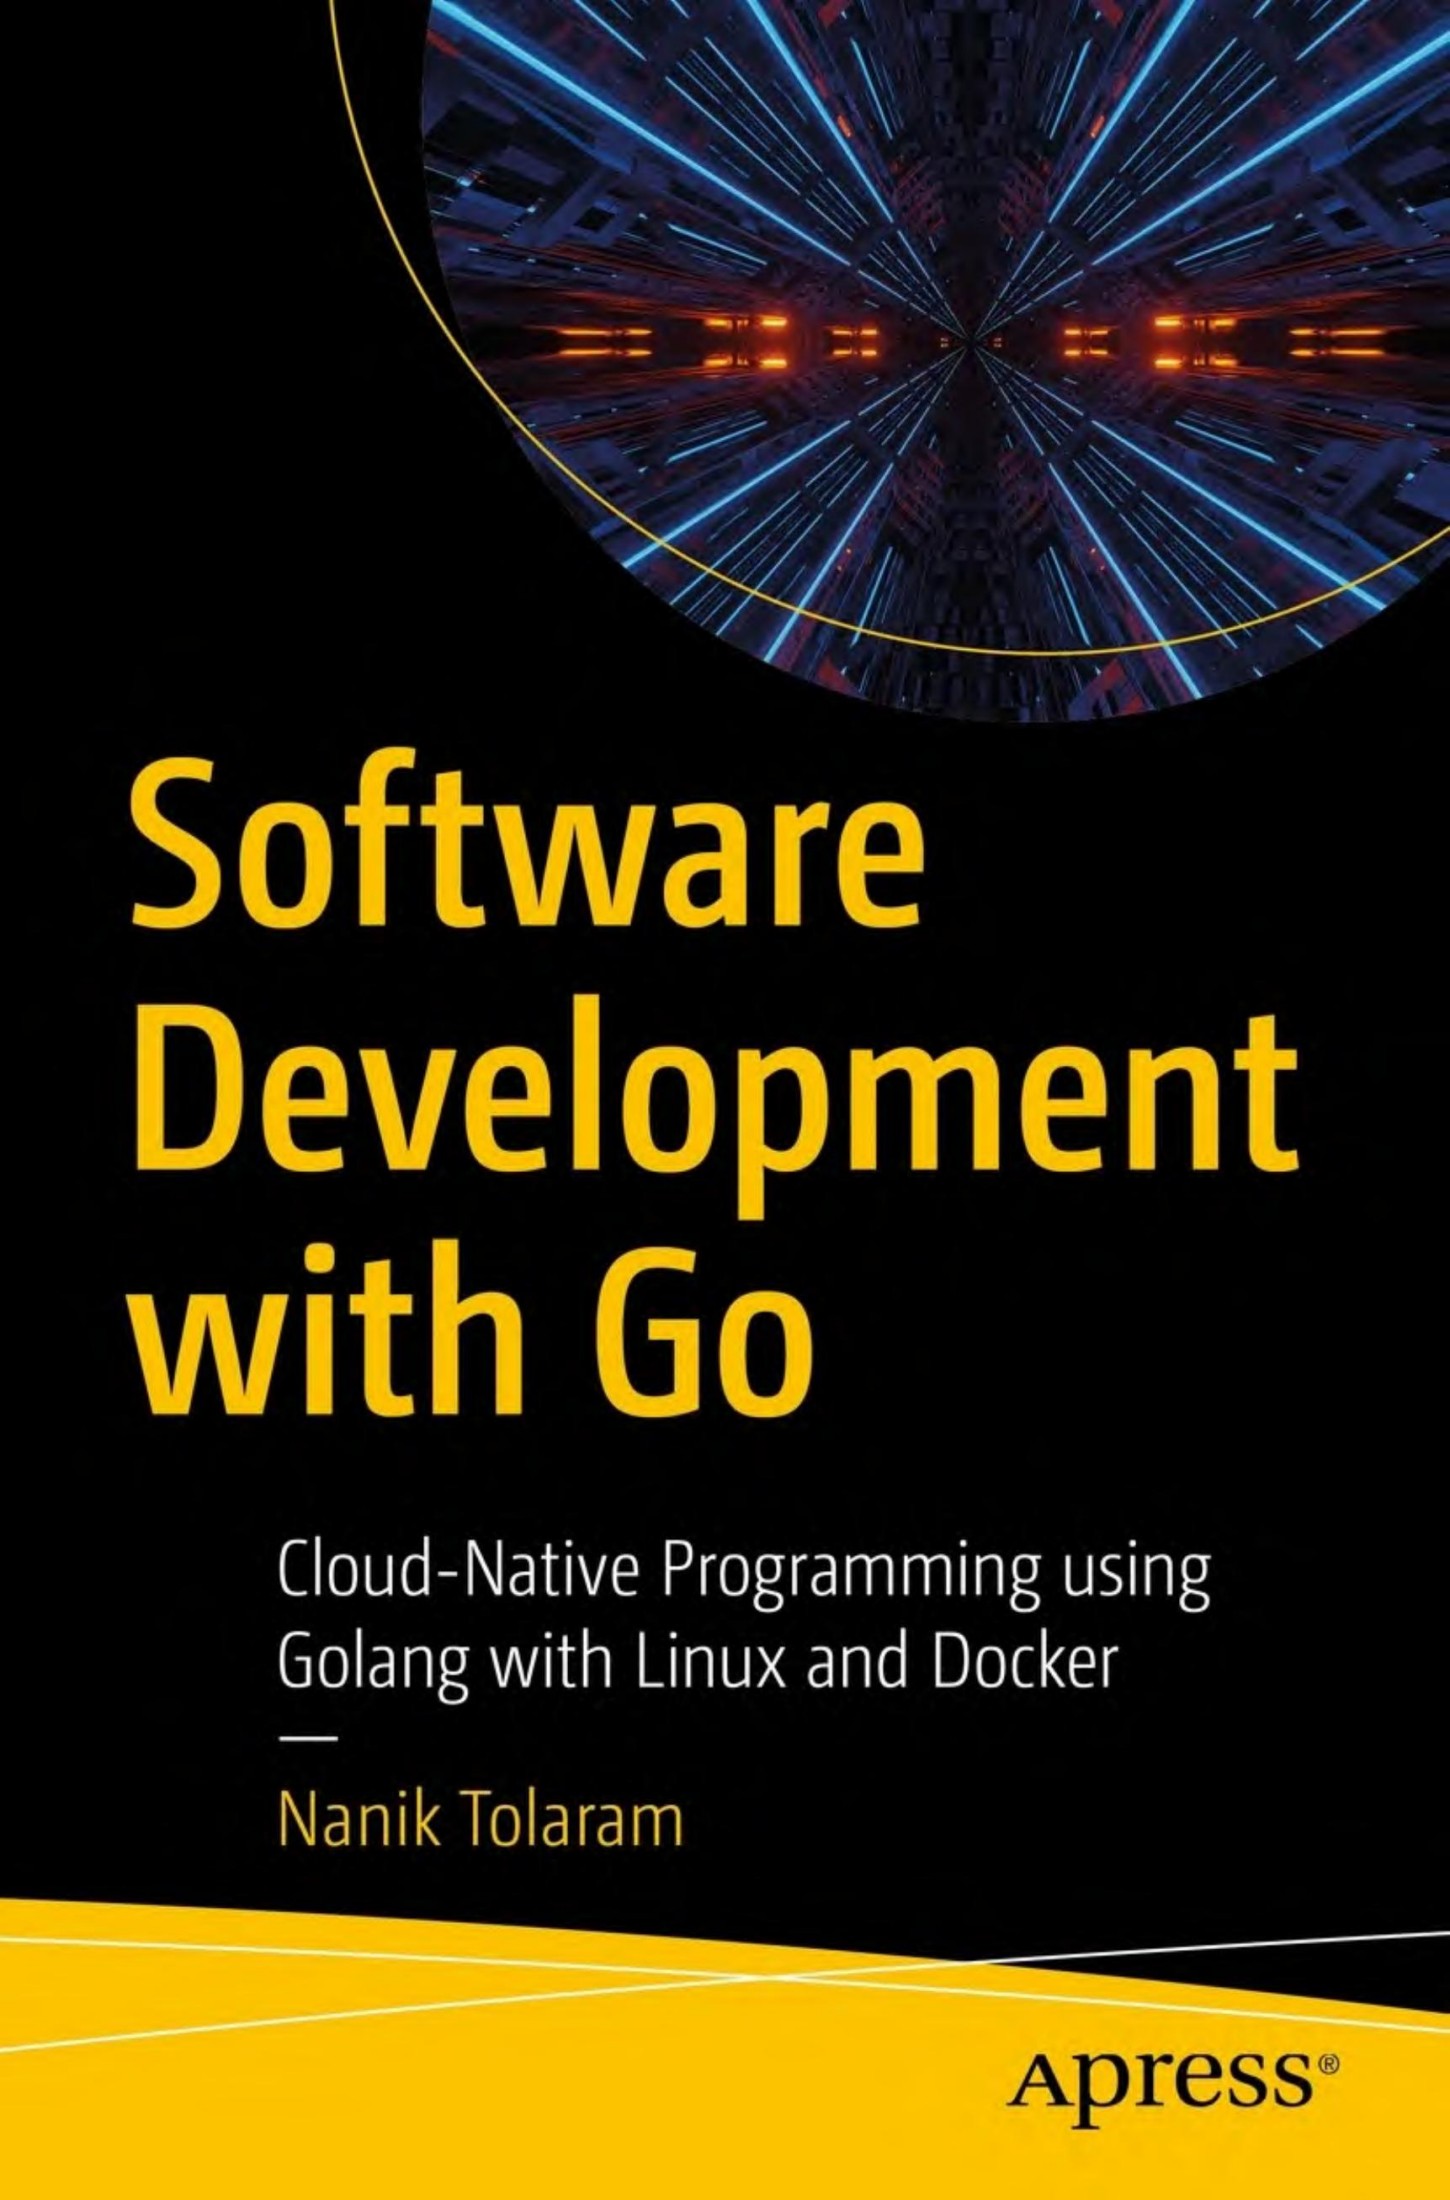 Software
Development
with Go
Cloud-Native Programming using
Golang with Linux and Docker
Nanik Tolaram
Apress®